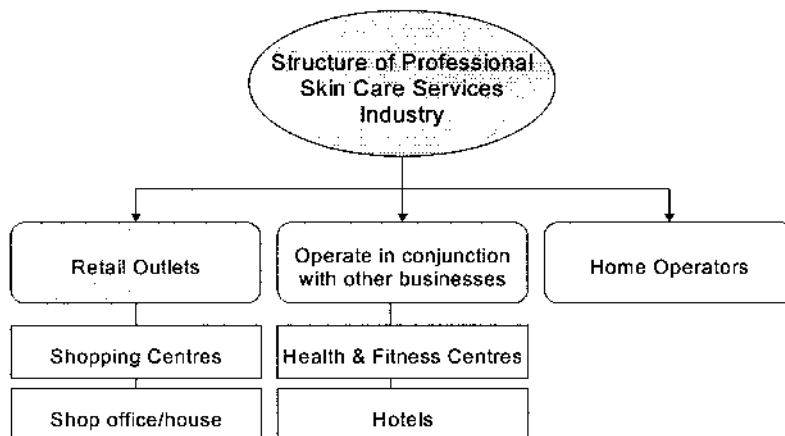 Structure of Professional
Skin Care Services
Industry
Retail Outlets
Operate in conjunction
with other businesses
Home Operators
Shopping Centres
Health & Fitness Centres
Shop office/house
Hotels